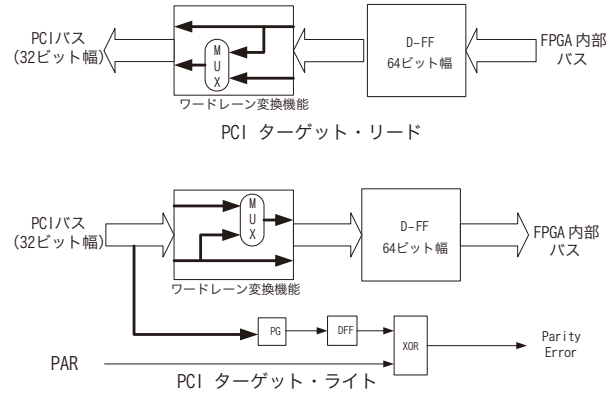 PCIバス
(32ビット幅)
MUX
ワードレーン変換機能
D-FF
64ビット幅
FPGA内部
バス
PCI ターゲット・リード
PCIバス
(32ビット幅)
MUX
ワードレーン変換機能
D-FF
64ビット幅
FPGA内部
バス
PG
DFF
XOR
Parity
Error
PAR
PCI ターゲット・ライト